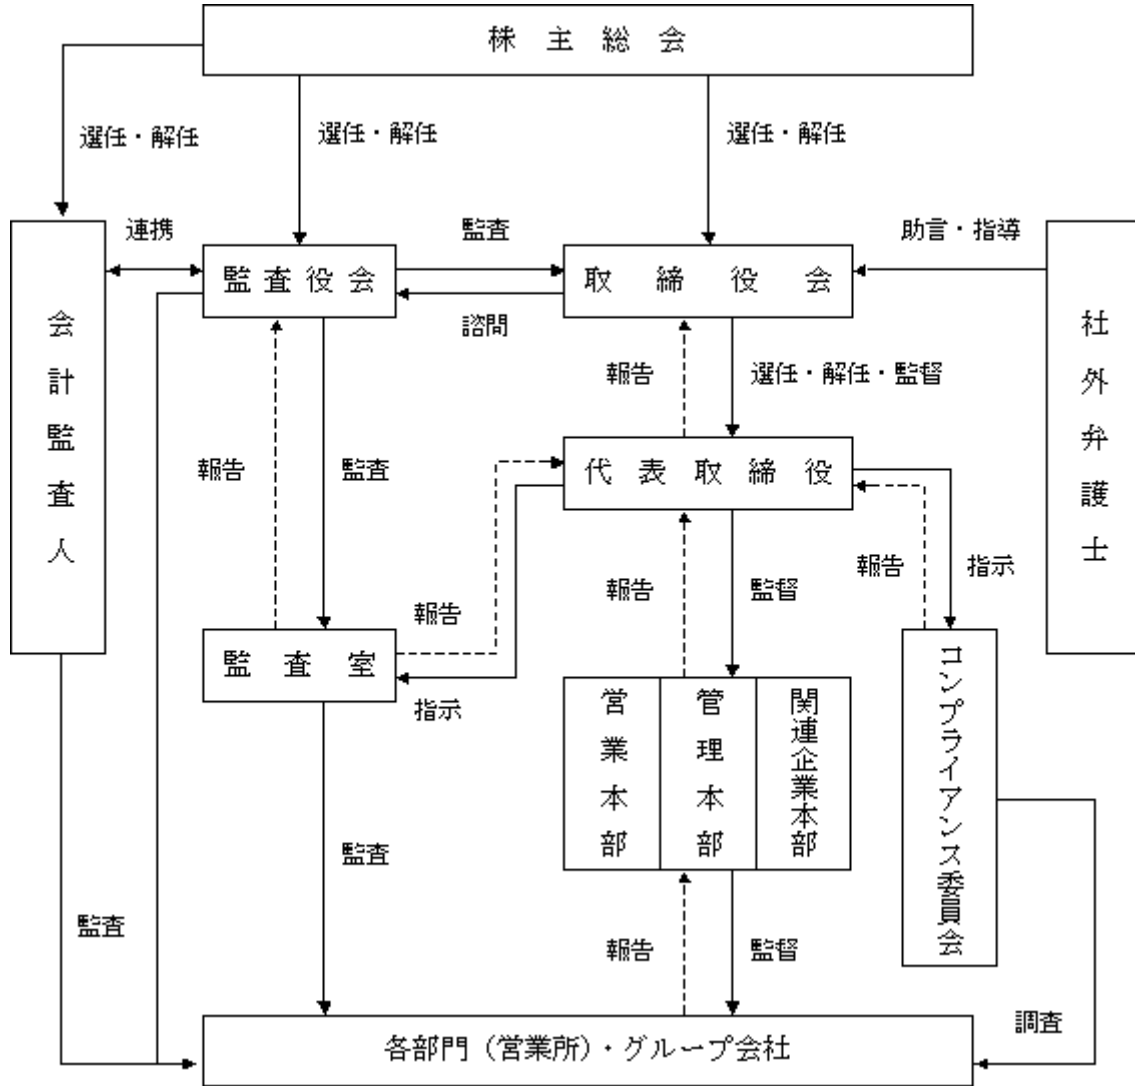 株主総会
選任・解任
選任・解任
選任・解任
連携
監査
助言・指導
会計監査人
監査役会
取締役会
社外弁護士
諮問
報告
選任・解任・監督
報告
監査
代表取締役
報告
報告
監督
報告
指示
監査室
指示
営業本部
管理本部
関連企業本部
コンプライアンス委員会
監査
監査
報告
監督
調査
各部門（営業所）・グループ会社